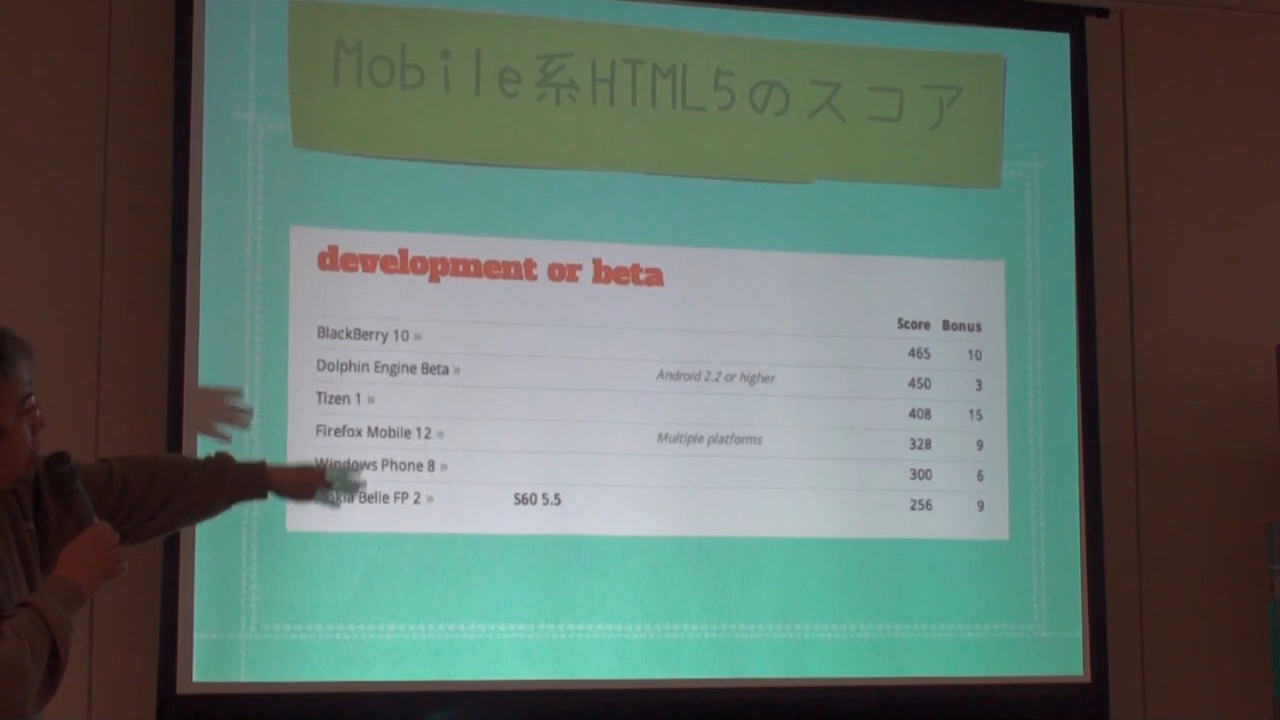 Mobile系HTML5のスコア
development or beta
Score Bonus
BlackBerry 10 » 465 10
Dolphin Engine Beta » Android 2.2 or higher 450 3
Tizen 1 » 408 15
Firefox Mobile 12 » Multiple platforms 328 9
Windows Phone 8 » 300 6
Belle FP 2 » S60 5.5 256 9